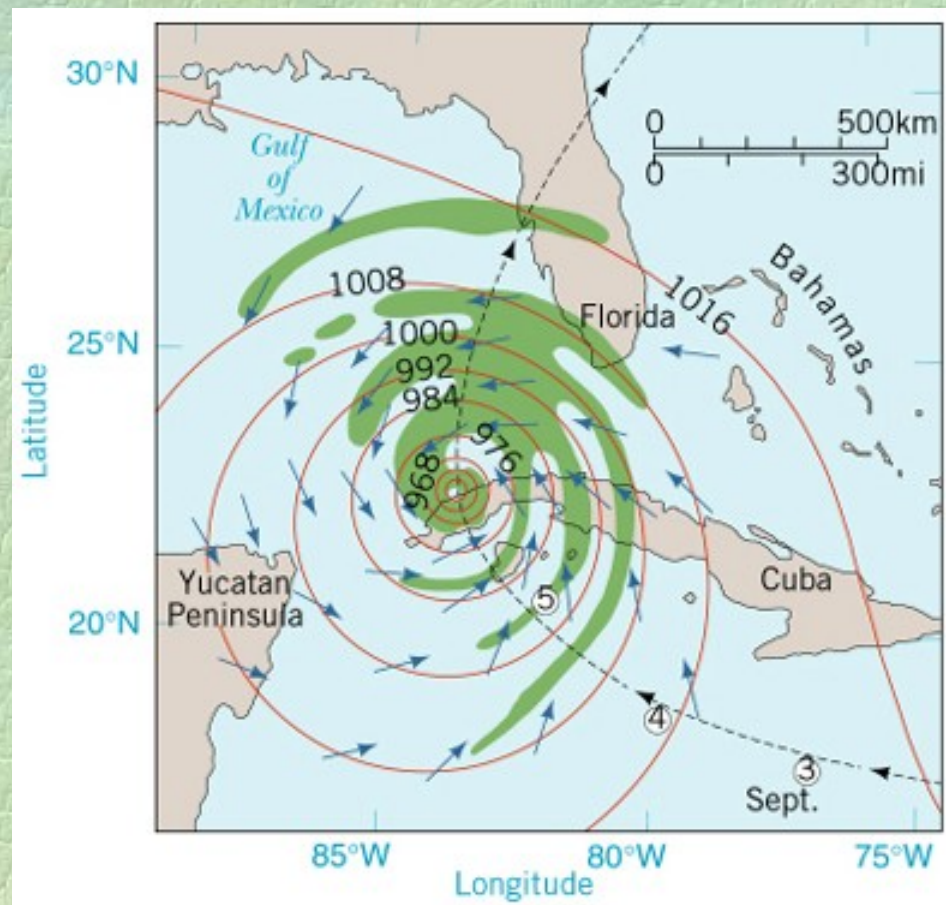 30°N
Gulf
of
Mexico
0 500km
0 300mi
Bahamas
1008
1016
Florida
25°N
1000
992
984
976
968
Latitude
Yucatan
Peninsula
Cuba
5
20°N
4
3
Sept.
85°W 80°W 75°W
Longitude